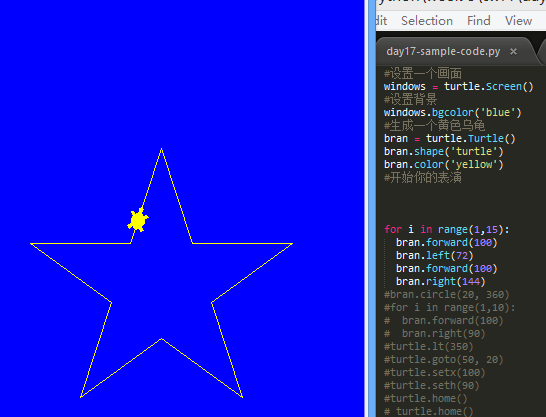 dit Selection Find View
day17-sample-code.py ×
#设置一个画面
windows = turtle.Screen()
#设置背景
windows.bgcolor('blue')
#生成一个黄色乌龟
bran = turtle.Turtle()
bran.shape('turtle')
bran.color('yellow')
#开始你的表演
for i in range(1,15):
bran.forward(100)
bran.left(72)
bran.forward(100)
bran.right(144)
#bran.circle(20, 360)
#for i in range(1,10):
# bran.forward(100)
# bran.right(90)
#turtle.lt(350)
#turtle.goto(50, 20)
#turtle.setx(100)
#turtle.seth(90)
#turtle.home()
# turtle.home()